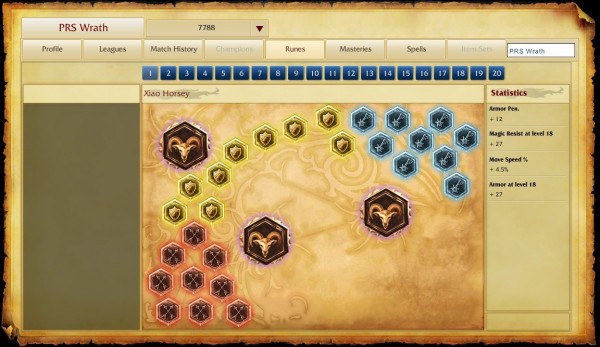 PRS Wrath
7788
Profile
Leagues
Match History
Champions
Runes
Masteries
Spells
Item Sets
PRS Wrath
1 2 3 4 5 6 7 8 9 10 11 12 13 14 15 16 17 18 19 20
Xiao Horsey
Statistics
Armor Pen.
+ 12
Magic Resist at level 18
+ 27
Move Speed %
+ 4.5%
Armor at level 18
+ 27